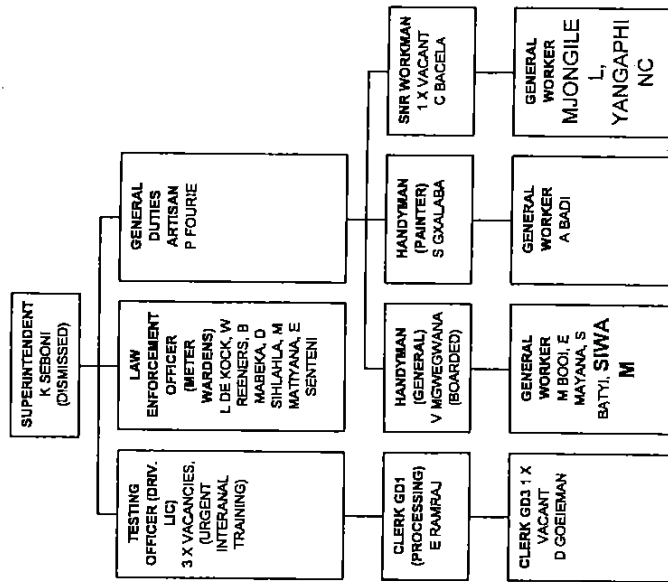 SUPERINTENDENT
K SEBONI
(DISMISSED)
TESTING
OFFICER (DRIV.
LIC)
3 X VACANCIES,
(URGENT
INTERANAL
TRAINING)
LAW
ENFORCEMENT
OFFICER
(METER
WARDENS)
L DE KOCK, W
REENERS, B
MABEKA, D
SIHLAHLA, M
MATIYANA, E
SENTENI
GENERAL
DUTIES
ARTISAN
P FOURIE
CLERK GD1
(PROCESSING)
E RAMRAJ
HANDYMAN
(GENERAL)
V MGWEGWANA
(BOARDED)
HANDYMAN
(PAINTER)
S GXALABA
SNR WORKMAN
1 X VACANT
C BACELA
CLERK GD3 1 X
VACANT
D GOEIEMAN
GENERAL
WORKER
M BOOI, E
MAYANA, S
BATYI, SIWA
M
GENERAL
WORKER
A BADI
GENERAL
WORKER
MJONGILE
L,
YANGAPHI
NC